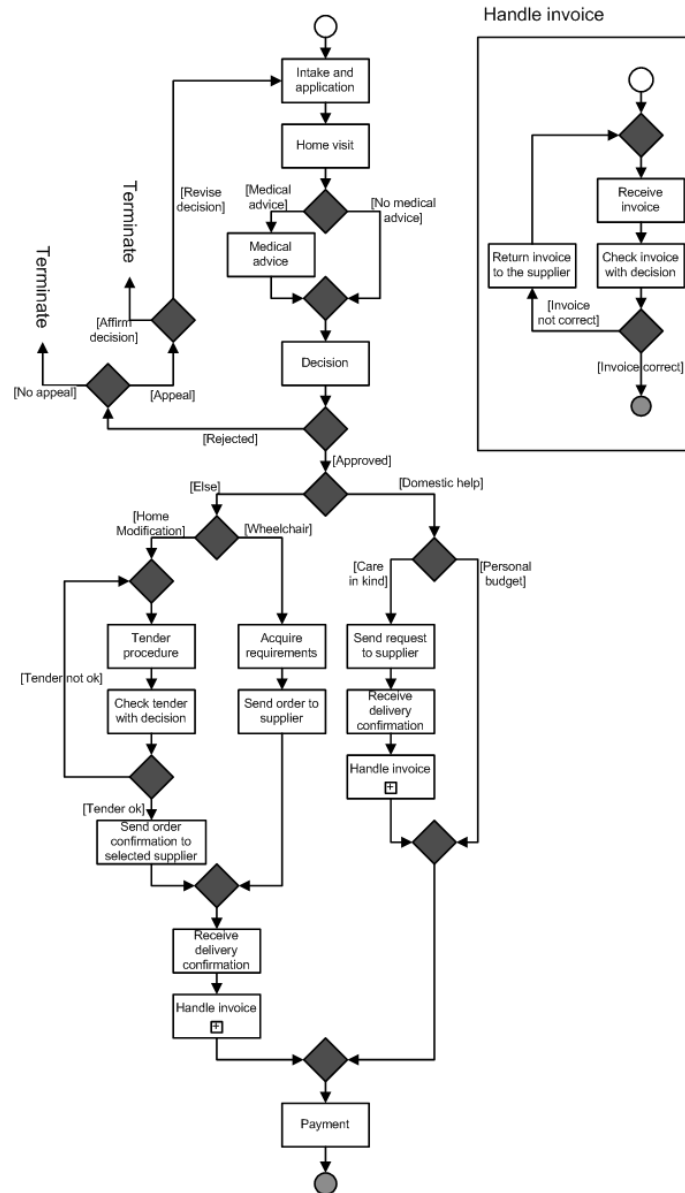 Handle invoice
Intake and
application
Home visit
[Revise
decision]
[Medical
advice]
[No medical
advice]
Medical
advice
Terminate
Terminate
[Affirm
decision]
Decision
[No appeal]
[Appeal]
[Rejected]
[Approved]
Receive
invoice
Return invoice
to the supplier
Check invoice
with decision
[Invoice
not correct]
[Invoice correct]
[Else]
[Domestic help]
[Home
Modification]
[Wheelchair]
[Care
in kind]
[Personal
budget]
Tender
procedure
Acquire
requirements
Send request
to supplier
[Tender not ok]
Check tender
with decision
Send order to
supplier
Receive
delivery
confirmation
Handle invoice
[Tender ok]
Send order
confirmation to
selected supplier
Receive
delivery
confirmation
Handle invoice
Payment